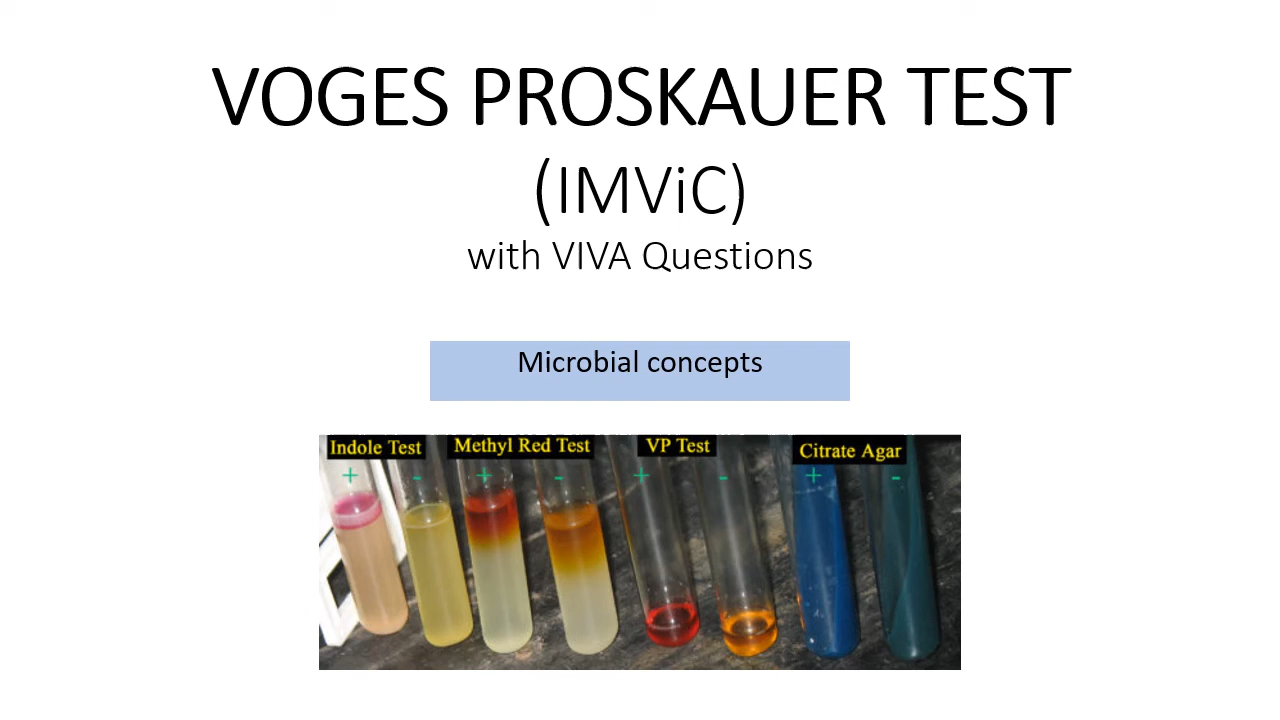 VOGES PROSKAUER TEST
(IMViC)
with VIVA Questions
Microbial concepts
Indole Test Methyl Red Test VP Test Citrate Agar
+ - + - + - + -